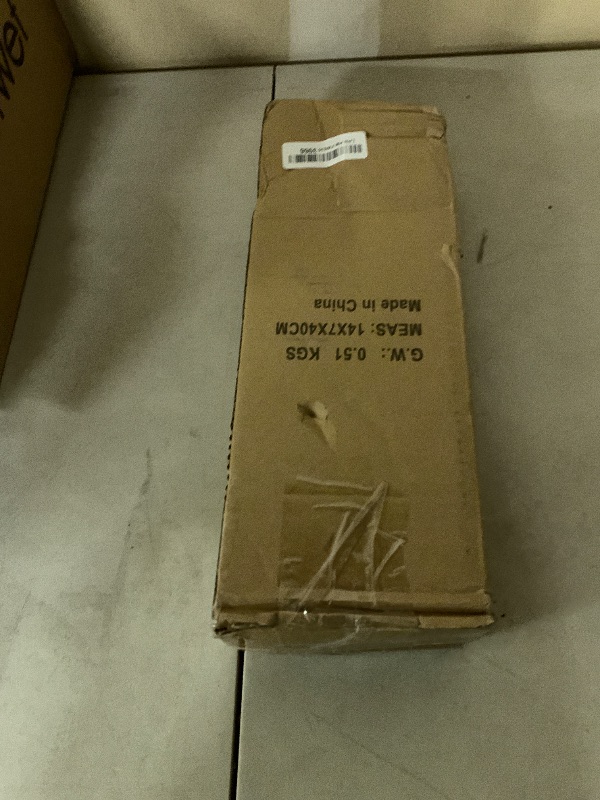 G.W.: 0.51 KGS
MEAS: 14X7X40CM
Made in China